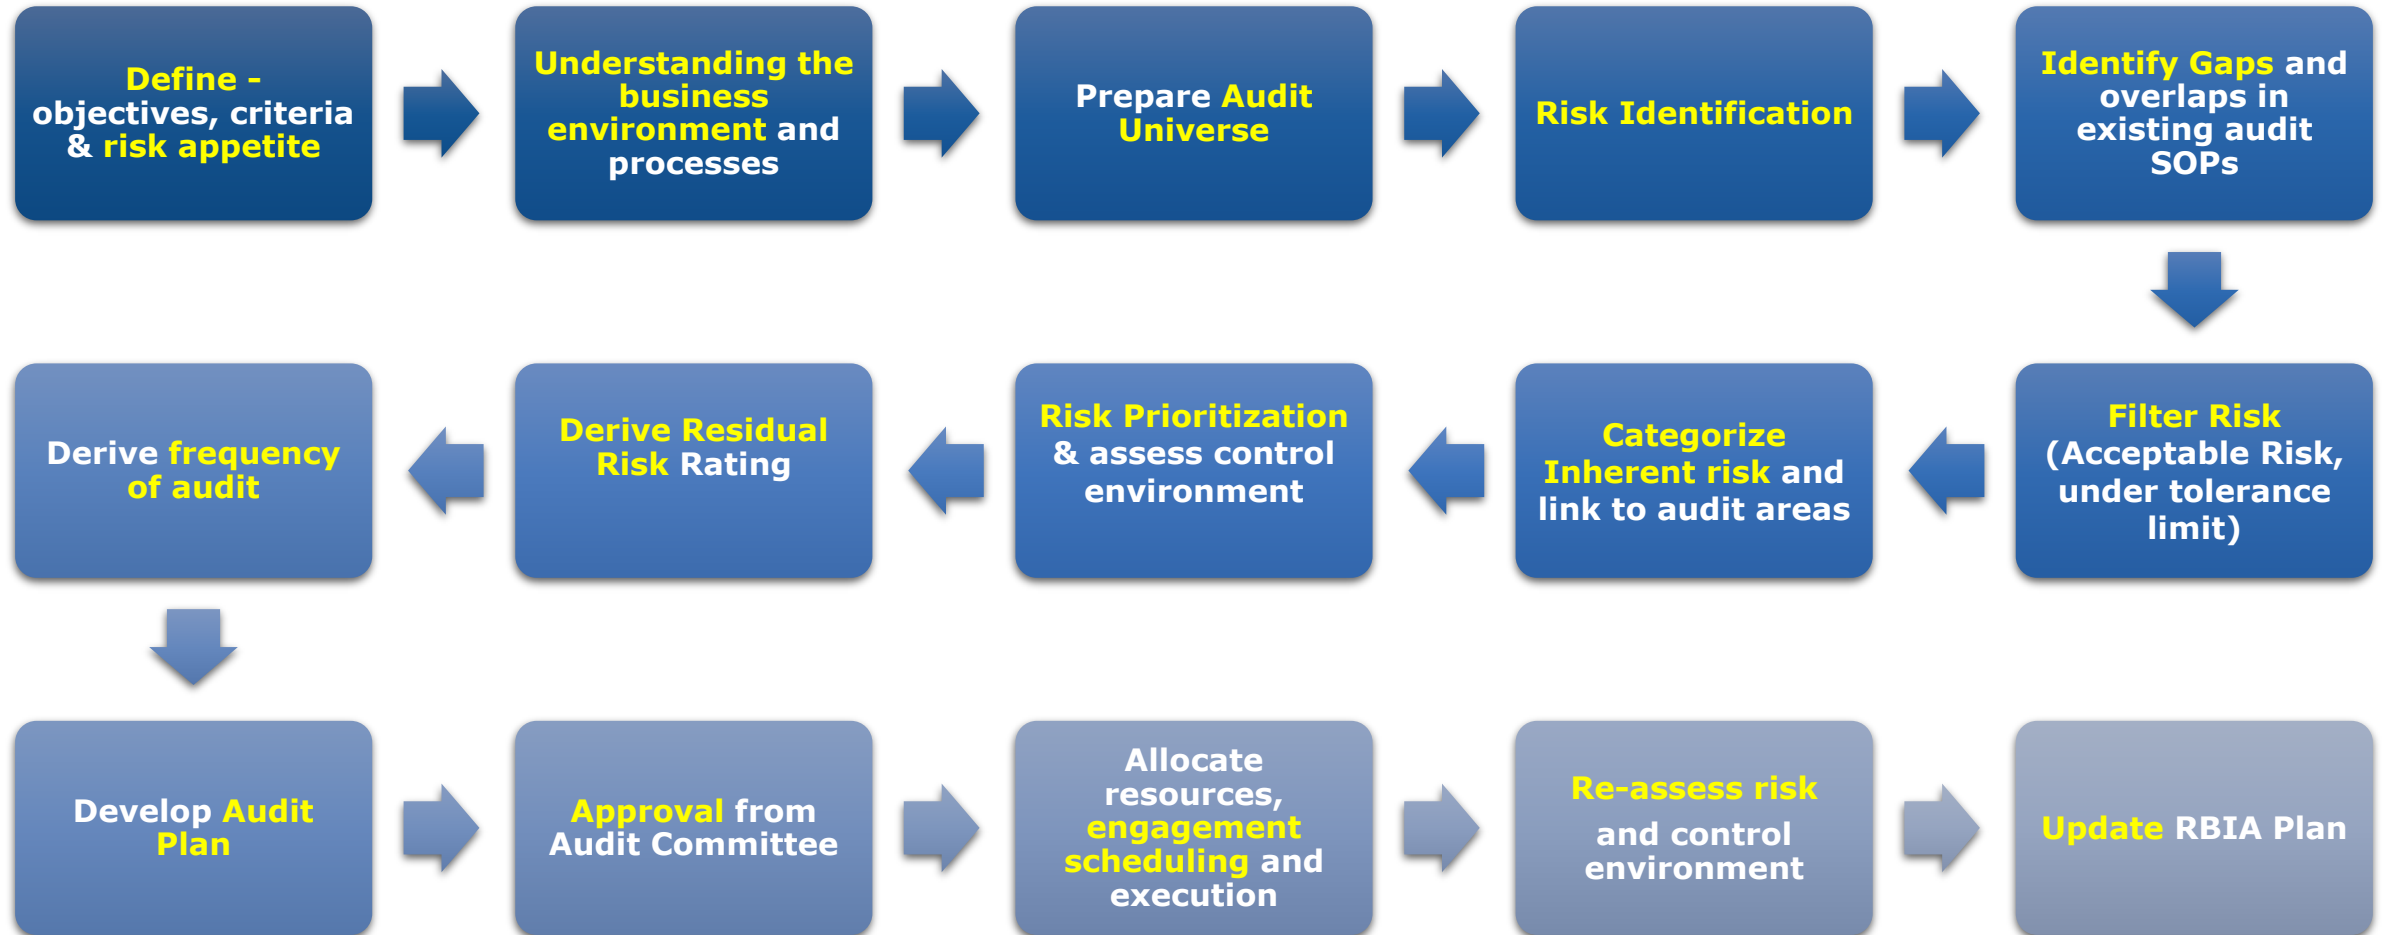 Define -
objectives, criteria
& risk appetite
Understanding the
business
environment and
processes
Prepare Audit
Universe
Risk Identification
Identify Gaps and
overlaps in
existing audit
SOPs
Filter Risk
(Acceptable Risk,
under tolerance
limit)
Categorize
Inherent risk and
link to audit areas
Risk Prioritization
& assess control
environment
Derive Residual
Risk Rating
Derive frequency
of audit
Develop Audit
Plan
Approval from
Audit Committee
Allocate
resources,
engagement
scheduling and
execution
Re-assess risk
and control
environment
Update RBIA Plan